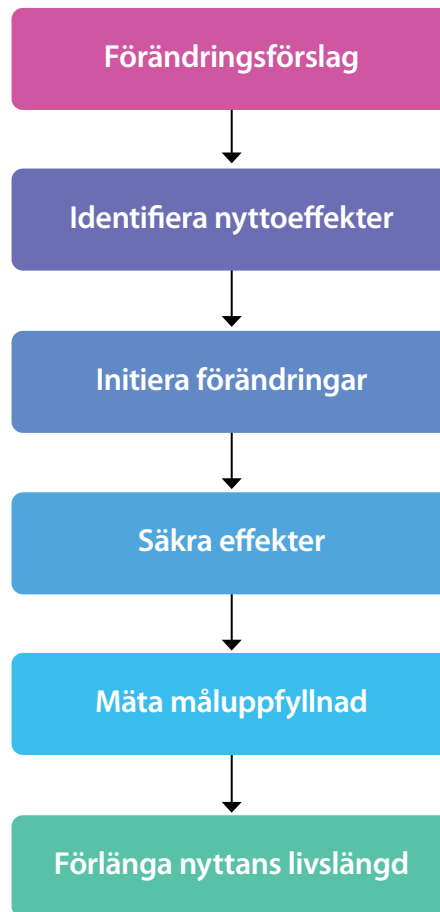 Förändringsförslag
Identifiera nyttoeffekter
Initiera förändringar
Säkra effekter
Mäta måluppfyllnad
Förlänga nyttans livslängd